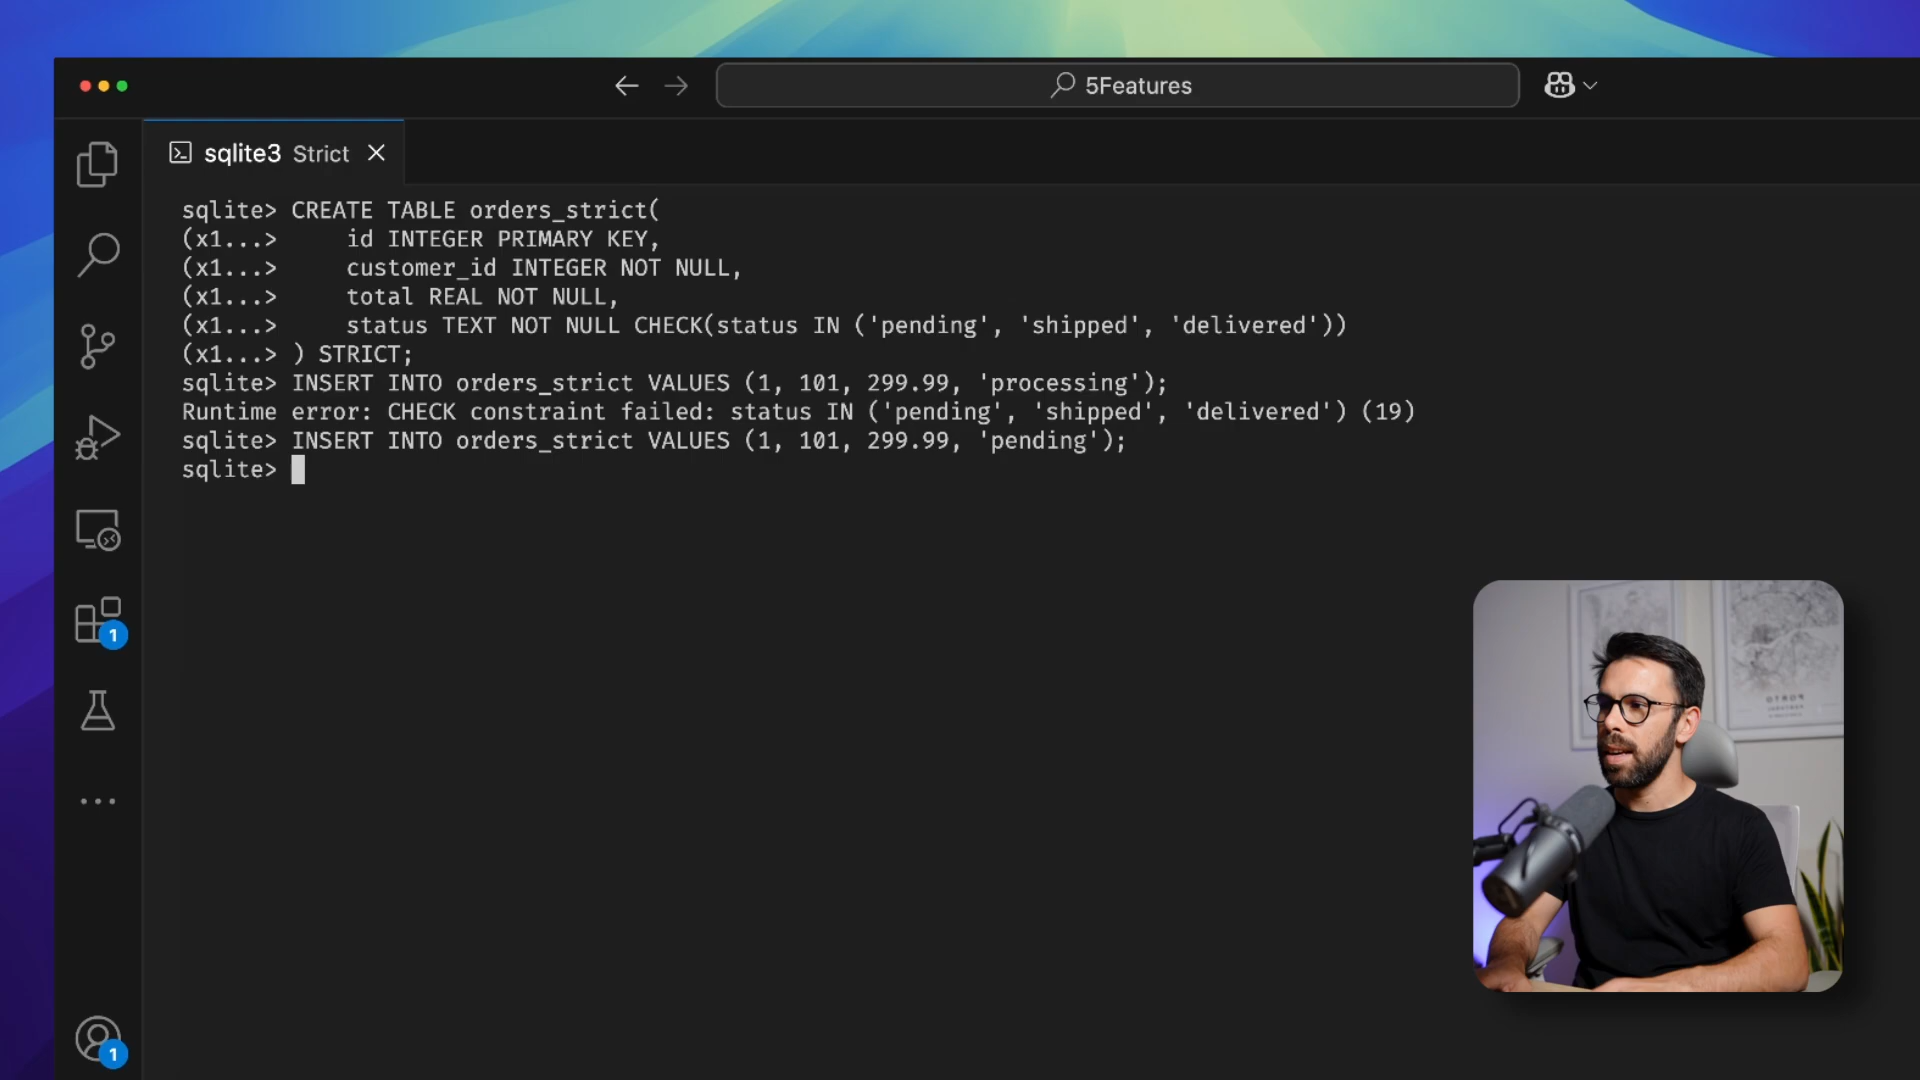 5Features
sqlite3 Strict
sqlite> CREATE TABLE orders_strict(
(x1...>     id INTEGER PRIMARY KEY,
(x1...>     customer_id INTEGER NOT NULL,
(x1...>     total REAL NOT NULL,
(x1...>     status TEXT NOT NULL CHECK(status IN ('pending', 'shipped', 'delivered'))
(x1...> ) STRICT;
sqlite> INSERT INTO orders_strict VALUES (1, 101, 299.99, 'processing');
Runtime error: CHECK constraint failed: status IN ('pending', 'shipped', 'delivered') (19)
sqlite> INSERT INTO orders_strict VALUES (1, 101, 299.99, 'pending');
sqlite>
1
1